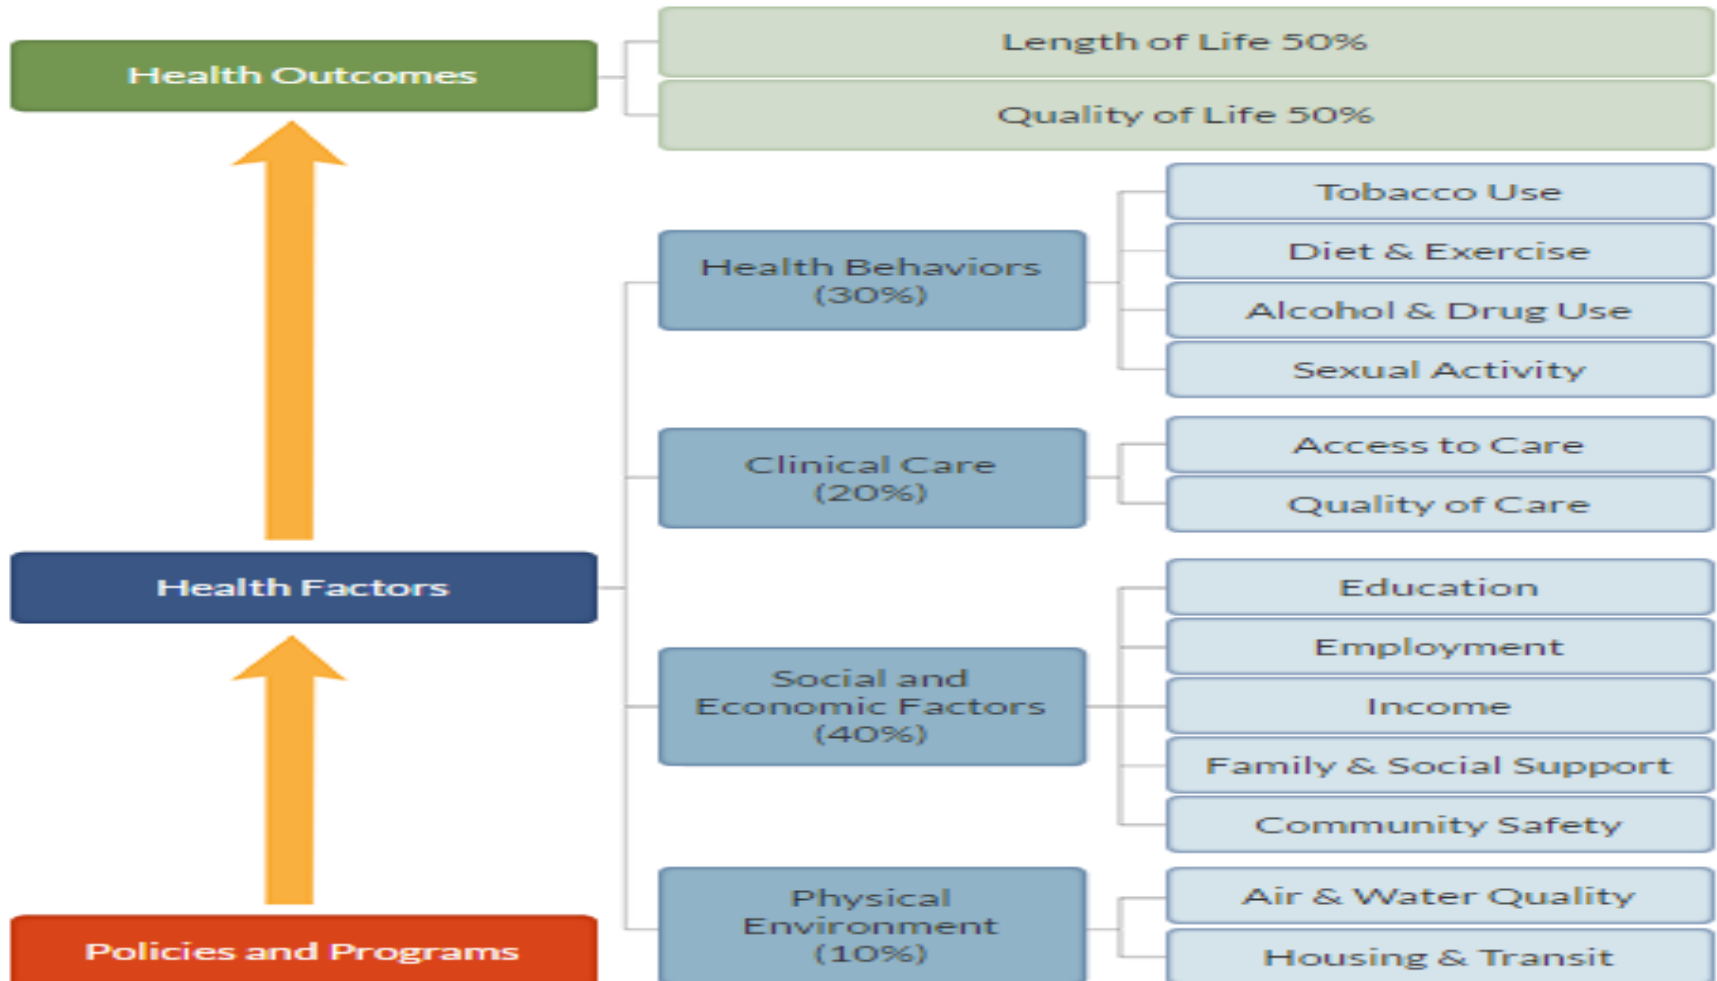 Health Outcomes
Length of Life 50%
Quality of Life 50%
Health Factors
Health Behaviors
(30%)
Tobacco Use
Diet & Exercise
Alcohol & Drug Use
Sexual Activity
Clinical Care
(20%)
Access to Care
Quality of Care
Social and
Economic Factors
(40%)
Education
Employment
Income
Family & Social Support
Community Safety
Physical
Environment
(10%)
Air & Water Quality
Housing & Transit
Policies and Programs